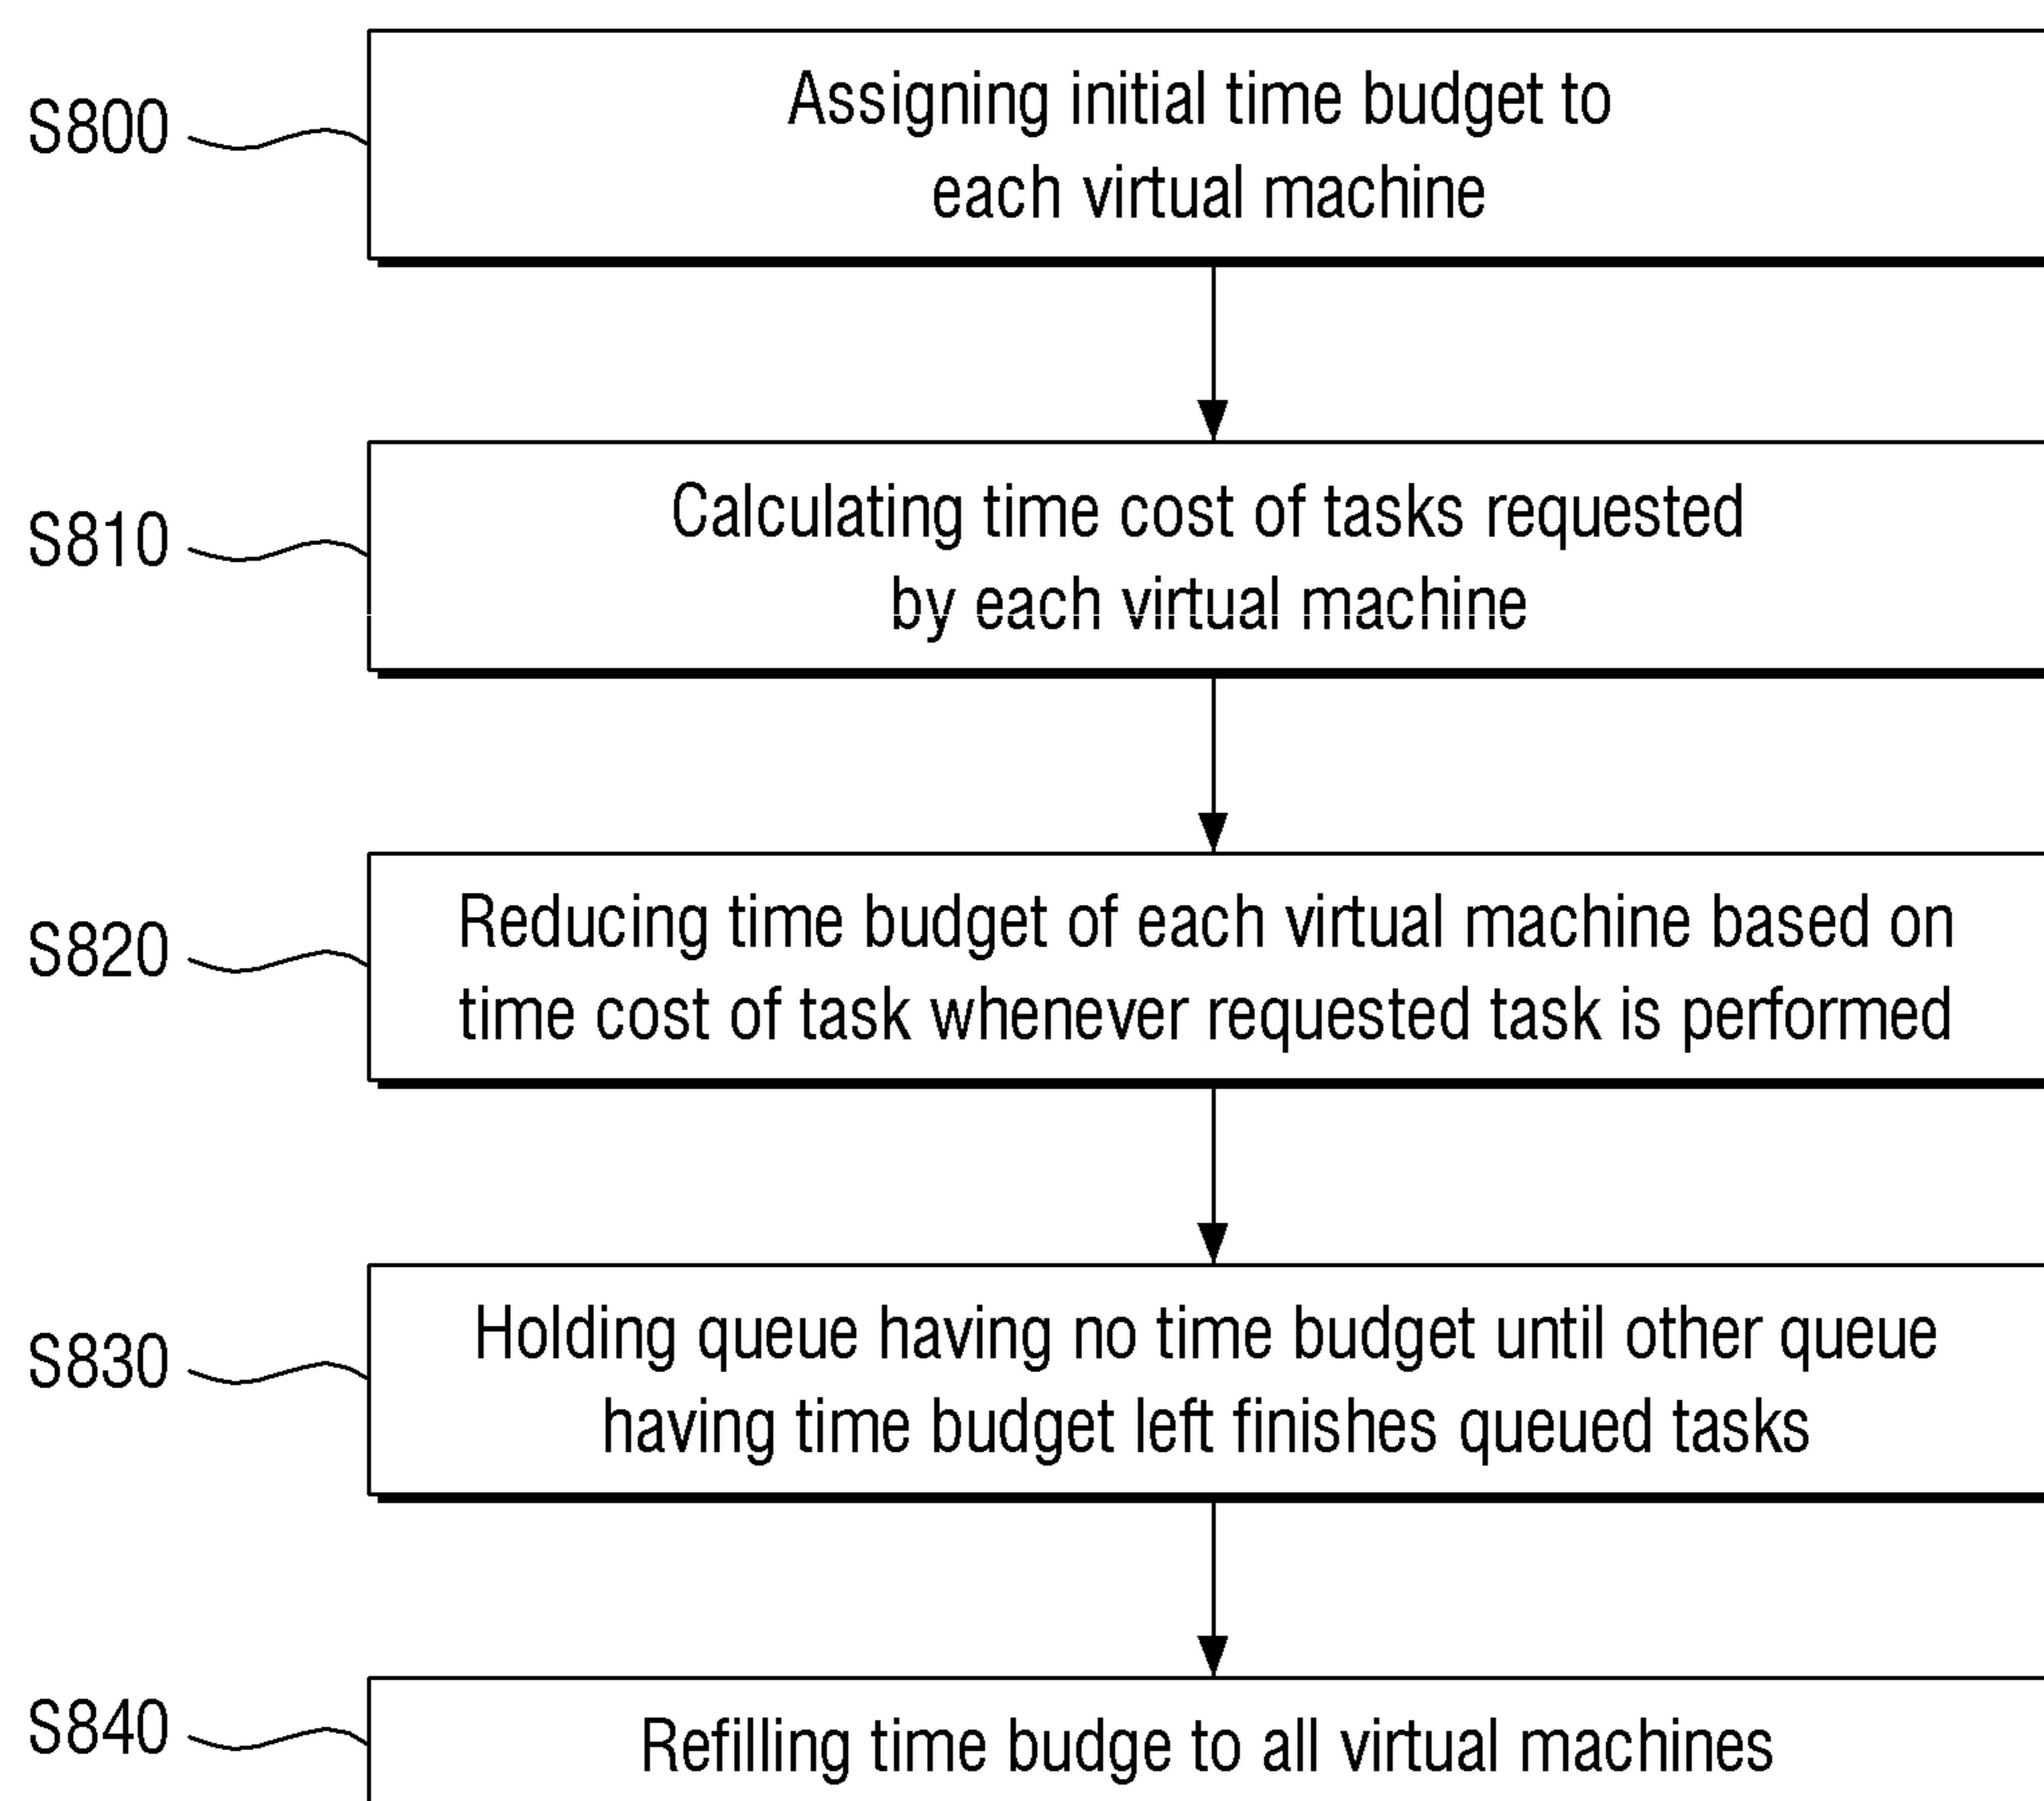 S800
Assigning initial time budget to
each virtual machine
S810
Calculating time cost of tasks requested
by each virtual machine
S820
Reducing time budget of each virtual machine based on
time cost of task whenever requested task is performed
S830
Holding queue having no time budget until other queue
having time budget left finishes queued tasks
S840
Refilling time budge to all virtual machines